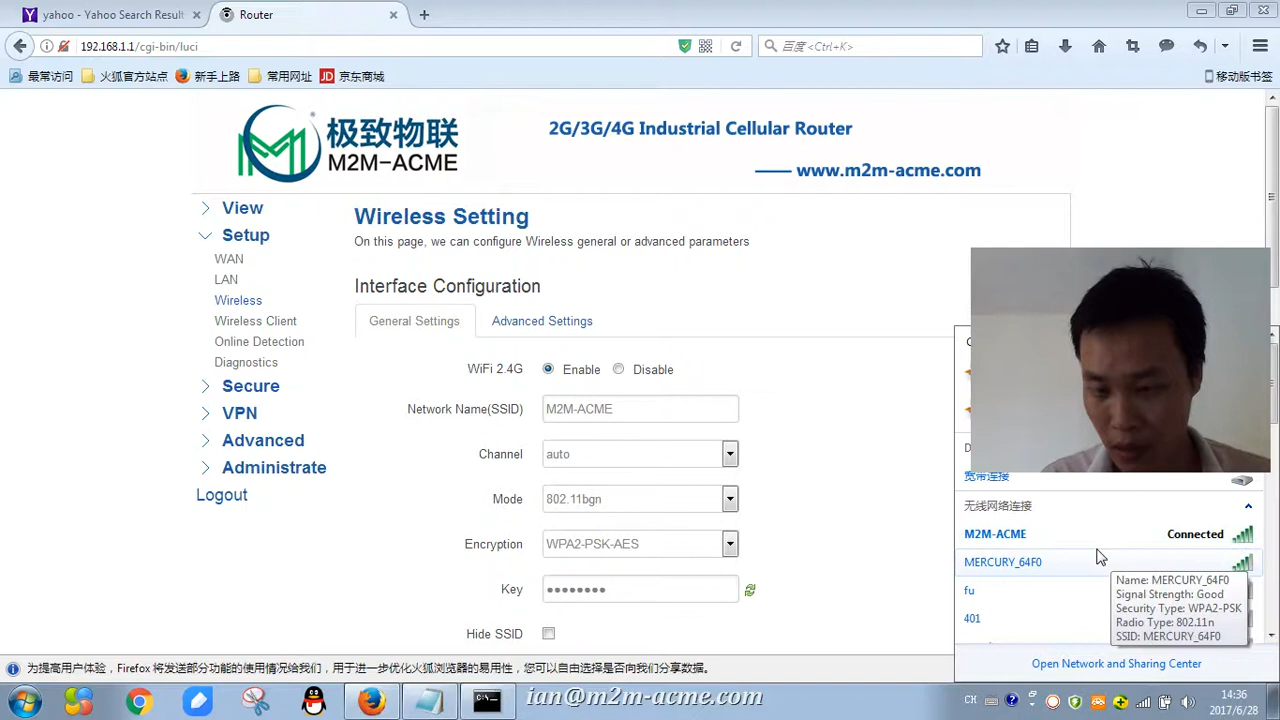 yahoo - Yahoo Search Result
Router
192.168.1.1/cgi-bin/luci
百度 <Ctrl+K>
最常访问 火狐官方站点 新手上路 常用网址 JD 京东商城 移动版书签
极致物联
M2M-ACME
2G/3G/4G Industrial Cellular Router
—— www.m2m-acme.com
View
Setup
WAN
LAN
Wireless
Wireless Client
Online Detection
Diagnostics
Secure
VPN
Advanced
Administrate
Logout
Wireless Setting
On this page, we can configure Wireless general or advanced parameters
Interface Configuration
General Settings Advanced Settings
WiFi 2.4G Enable Disable
Network Name(SSID) M2M-ACME
Channel auto
Mode 802.11bgn
Encryption WPA2-PSK-AES
Key ••••••••
Hide SSID
宽带连接
无线网络连接
M2M-ACME Connected
MERCURY_64F0
fu
401
Name: MERCURY_64F0
Signal Strength: Good
Security Type: WPA2-PSK
Radio Type: 802.11n
SSID: MERCURY_64F0
Open Network and Sharing Center
为提高用户体验，Firefox 将发送部分功能的使用情况给我们，用于进一步优化火狐浏览器的易用性，您可以自由选择是否向我们分享数据。
ian@m2m-acme.com
CH
14:36
2017/6/28